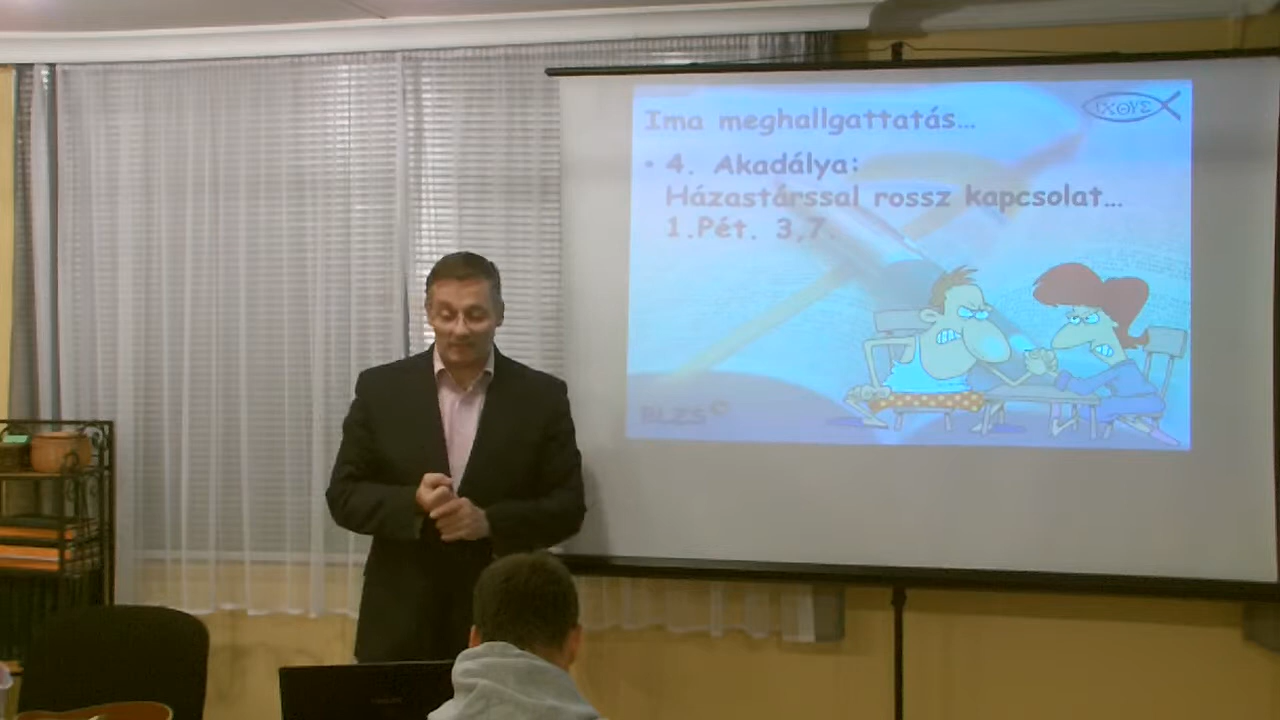 Ima meghallgattatás...
ΙΧΘΥΣ
• 4. Akadálya:
Házastárssal rossz kapcsolat...
1.Pét. 3,7.
BLZS